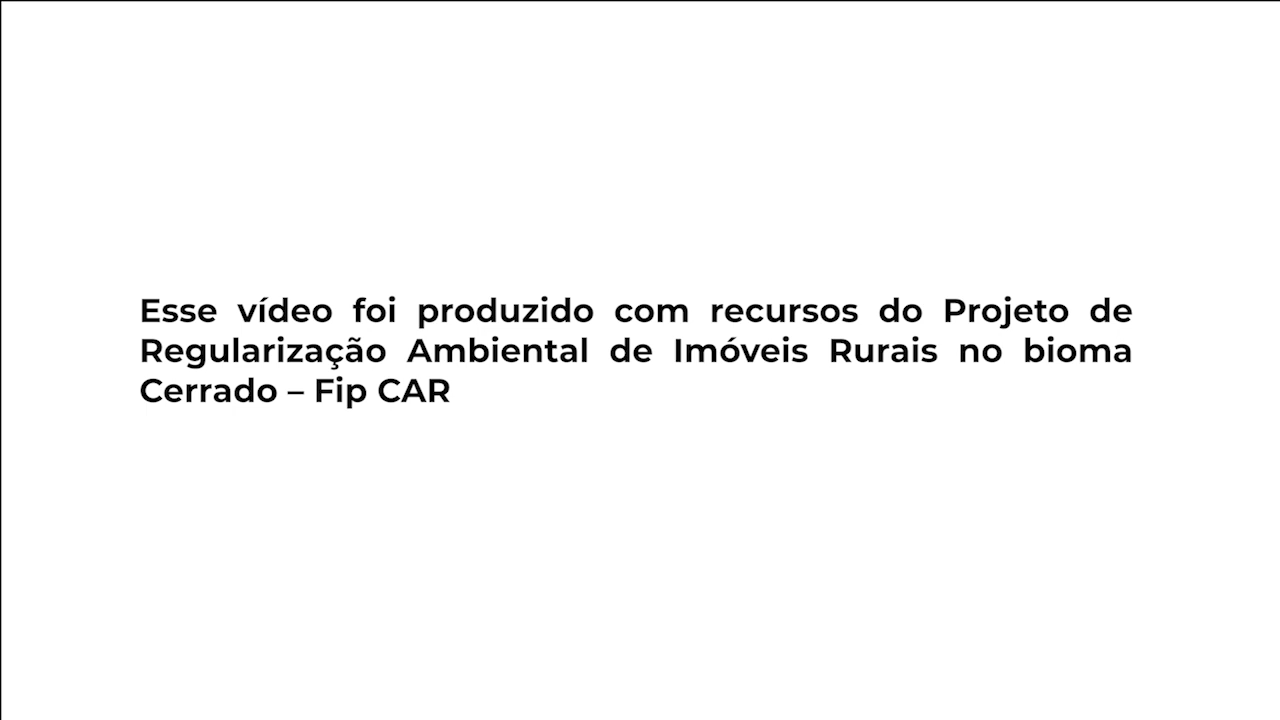 Esse vídeo foi produzido com recursos do Projeto de
Regularização Ambiental de Imóveis Rurais no bioma
Cerrado – Fip CAR